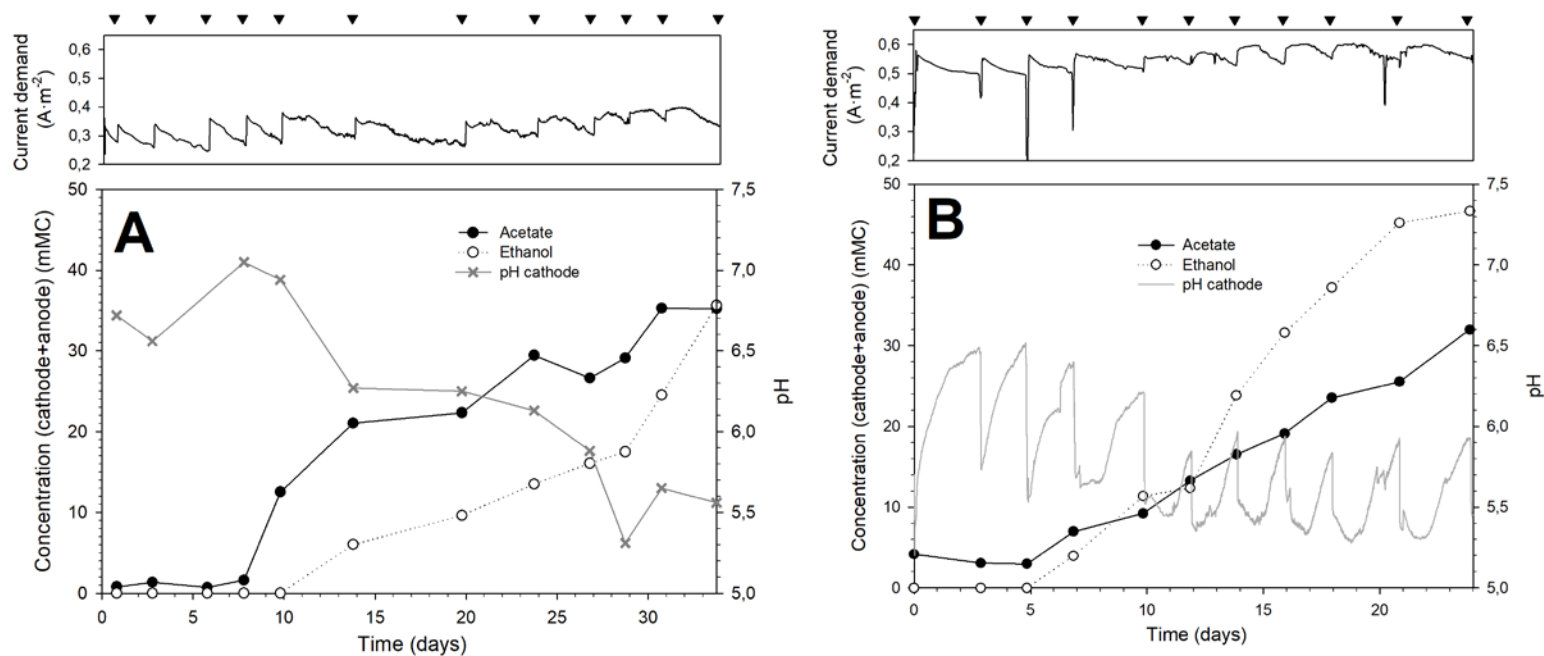 Current demand
(A·m-2)
0,6
0,5
0,4
0,3
0,2
A
Acetate
Ethanol
pH cathode
Concentration (cathode+anode) (mMC)
50
40
30
20
10
0
7,5
7,0
6,5
6,0
5,5
5,0
pH
0 5 10 15 20 25 30
Time (days)
Current demand
(A·m-2)
0,6
0,5
0,4
0,3
0,2
B
Acetate
Ethanol
pH cathode
Concentration (cathode+anode) (mMC)
50
40
30
20
10
0
7,5
7,0
6,5
6,0
5,5
5,0
pH
0 5 10 15 20
Time (days)